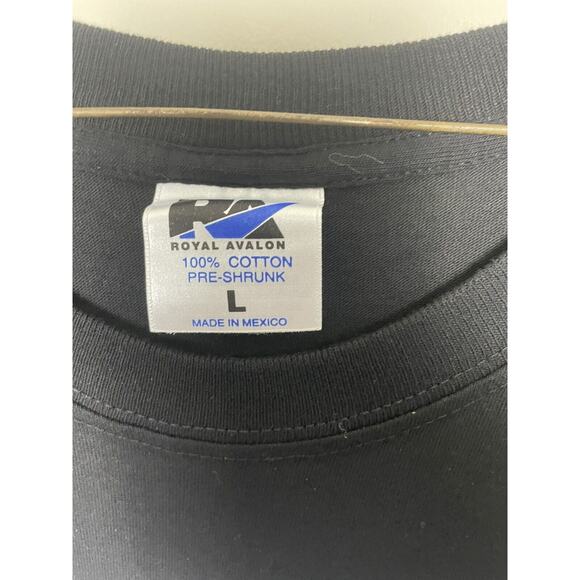 RA
ROYAL AVALON
100% COTTON
PRE-SHRUNK
L
MADE IN MEXICO